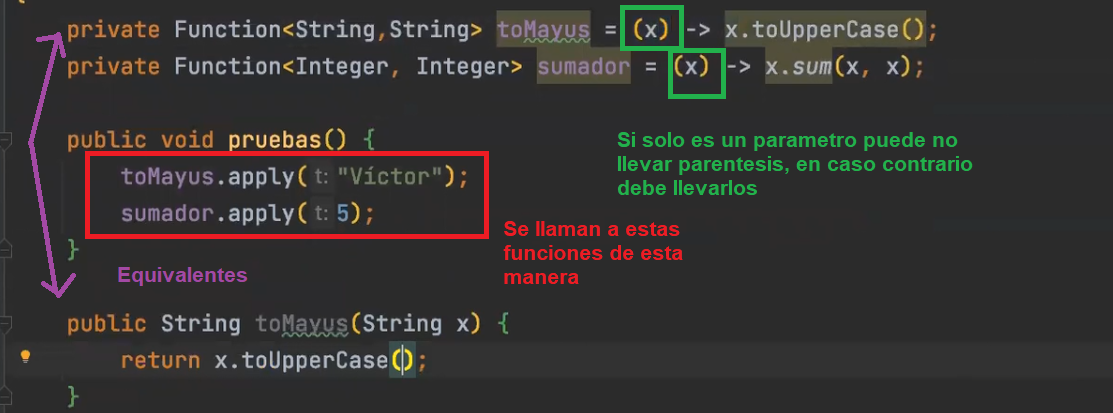 private Function<String,String> toMayus = (x) -> x.toUpperCase();
private Function<Integer, Integer> sumador = (x) -> x.sum(x, x);
public void pruebas() {
toMayus.apply( t: "Víctor");
sumador.apply( t: 5);
}
Si solo es un parametro puede no
llevar parentesis, en caso contrario
debe llevarlos
Se llaman a estas
funciones de esta
manera
Equivalentes
public String toMayus(String x) {
return x.toUpperCase();
}